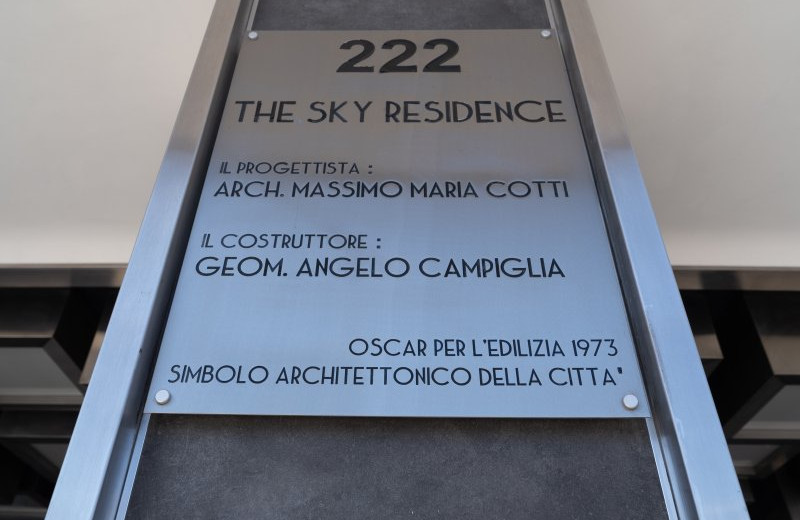 222
THE SKY RESIDENCE
IL PROGETTISTA :
ARCH. MASSIMO MARIA COTTI
IL COSTRUTTORE :
GEOM. ANGELO CAMPIGLIA
OSCAR PER L'EDILIZIA 1973
SIMBOLO ARCHITETTONICO DELLA CITTA'